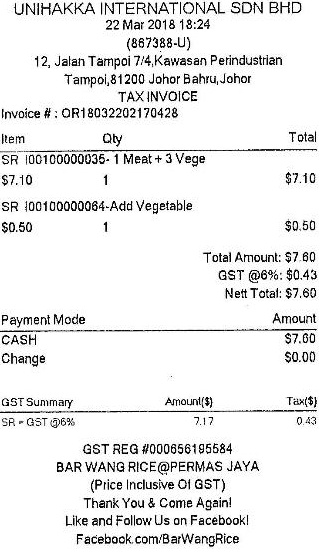 UNIHAKKA INTERNATIONAL SDN BHD
22 Mar 2018 18:24
(867388-U)
12, Jalan Tampoi 7/4,Kawasan Perindustrian
Tampoi,81200 Johor Bahru,Johor
TAX INVOICE
Invoice # : OR18032202170428
Item Qty Total
SR I00100000035- 1 Meat + 3 Vege
$7.10 1 $7.10
SR I00100000064-Add Vegetable
$0.50 1 $0.50
Total Amount: $7.60
GST @6%: $0.43
Nett Total: $7.60
Payment Mode Amount
CASH $7.60
Change $0.00
GST Summary Amount($) Tax($)
SR = GST @6% 7.17 0.43
GST REG #000656195584
BAR WANG RICE@PERMAS JAYA
(Price Inclusive Of GST)
Thank You & Come Again!
Like and Follow Us on Facebook!
Facebook.com/BarWangRice